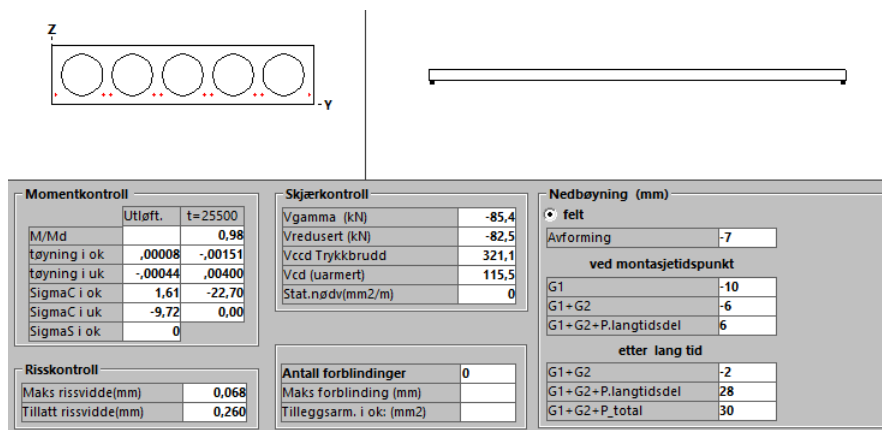 Z
Y
Momentkontroll
Utløft. t=25500
M/Md 0,98
tøyning i ok ,00008 -,00151
tøyning i uk -,00044 ,00400
SigmaC i ok 1,61 -22,70
SigmaC i uk -9,72 0,00
SigmaS i ok 0
Risskontroll
Maks rissvidde(mm) 0,068
Tillatt rissvidde(mm) 0,260
Skjærkontroll
Vgamma (kN) -85,4
Vredusert (kN) -82,5
Vccd Trykkbrudd 321,1
Vcd (uarmert) 115,5
Stat.nødv(mm2/m) 0
Antall forblindinger 0
Maks forblinding (mm)
Tilleggsarm. i ok: (mm2)
Nedbøyning (mm)
felt
Avforming -7
ved montasjetidspunkt
G1 -10
G1+G2 -6
G1+G2+P.langtidsdel 6
etter lang tid
G1+G2 -2
G1+G2+P.langtidsdel 28
G1+G2+P_total 30